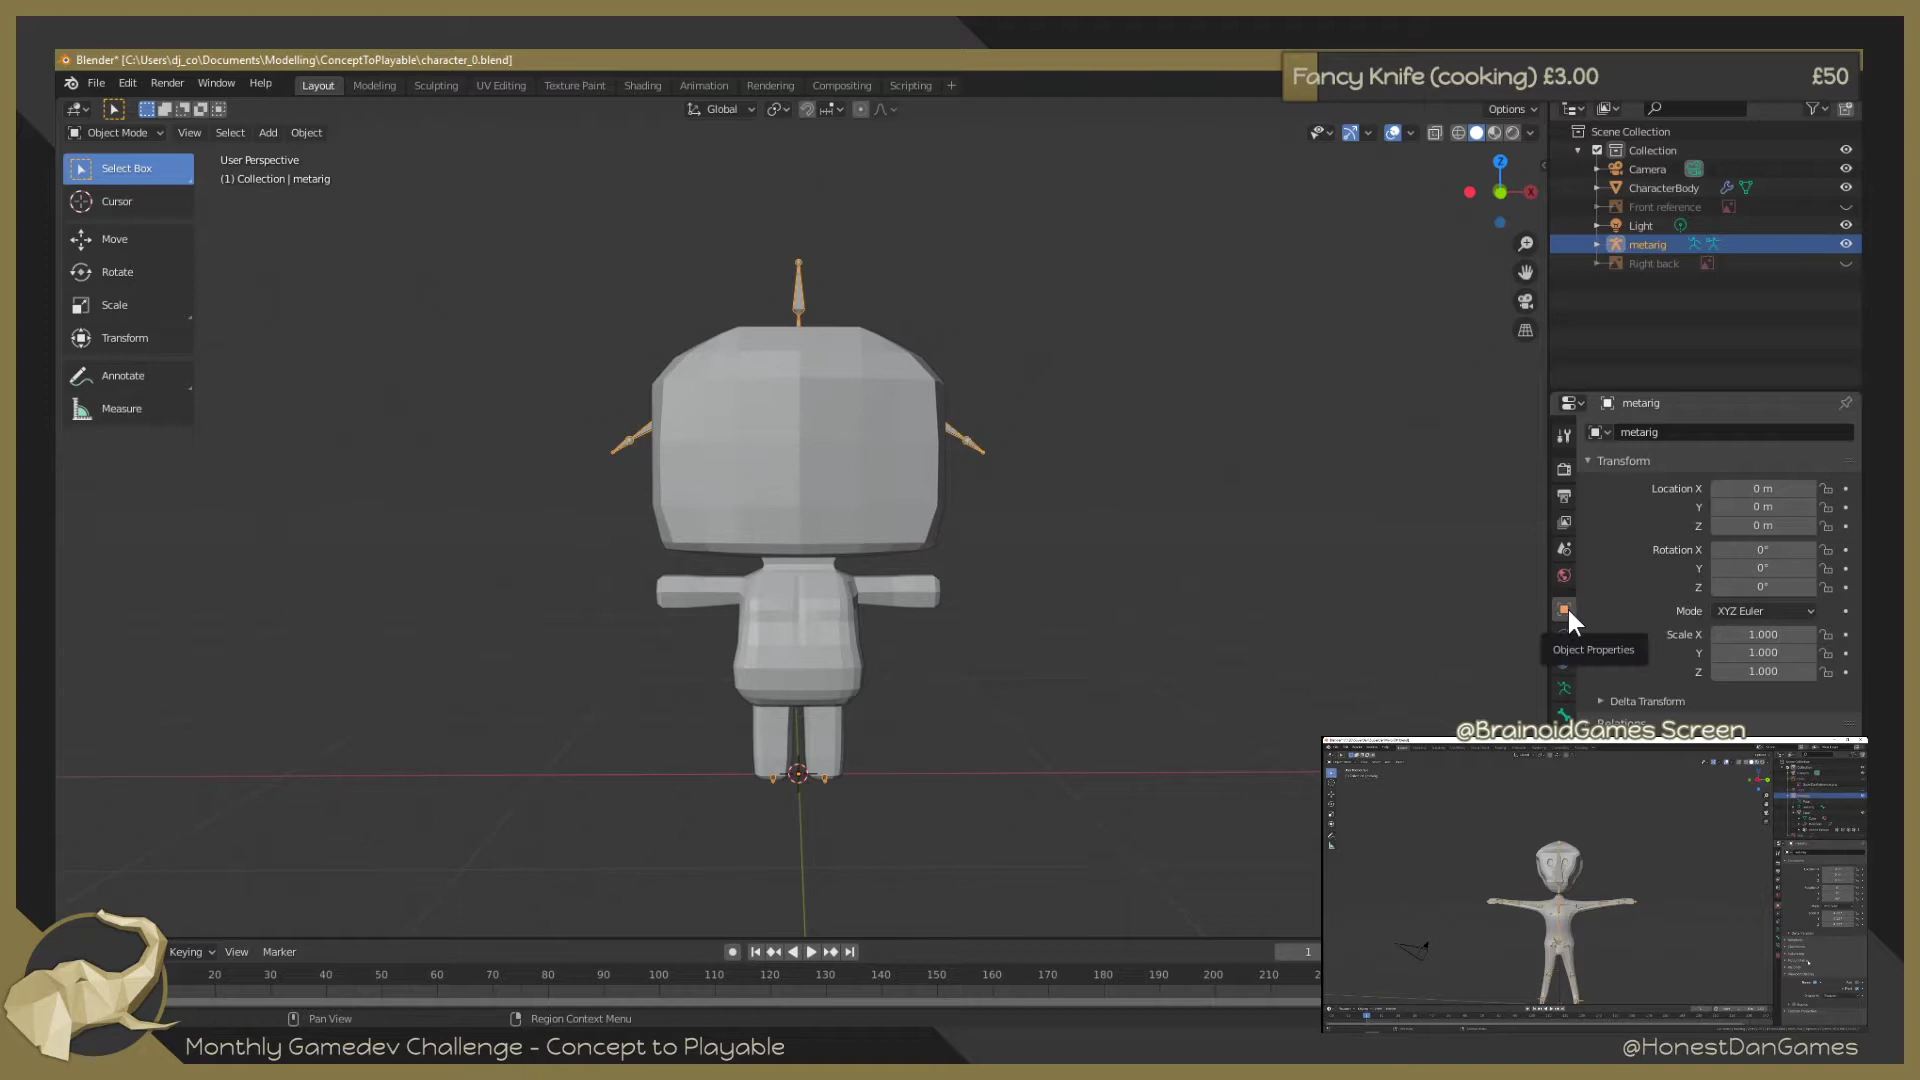 Blender* [C:\Users\dj_co\Documents\Modelling\ConceptToPlayable\character_0.blend]
Fancy Knife (cooking) £3.00 £50
File Edit Render Window Help Layout Modeling Sculpting UV Editing Texture Paint Shading Animation Rendering Compositing Scripting +
Global Options
Object Mode View Select Add Object
Scene Collection
Collection
Camera
CharacterBody
Front reference
Light
metarig
Right back
Select Box
Cursor
Move
Rotate
Scale
Transform
Annotate
Measure
User Perspective
(1) Collection | metarig
Z
X
metarig
metarig
Transform
Location X 0 m
Y 0 m
Z 0 m
Rotation X 0°
Y 0°
Z 0°
Mode XYZ Euler
Scale X 1.000
Y 1.000
Z 1.000
Object Properties
Delta Transform
Relations
@BrainoidGames Screen
Keying View Marker 1
20 30 40 50 60 70 80 90 100 110 120 130 140 150 160 170 180 190 200 210
Pan View Region Context Menu
Monthly Gamedev Challenge - Concept to Playable
@HonestDanGames